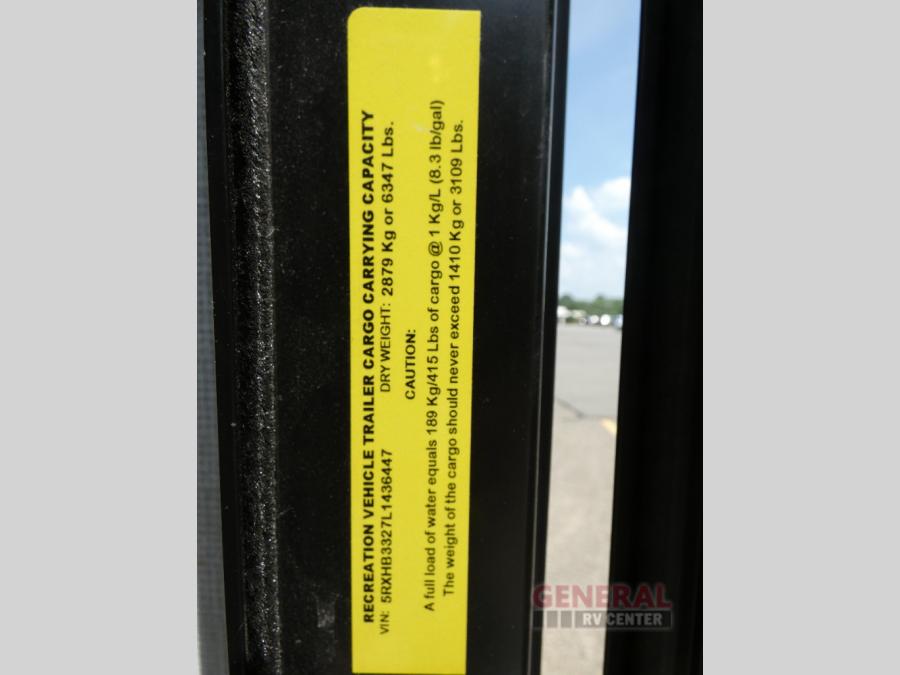 RECREATION VEHICLE TRAILER CARGO CARRYING CAPACITY
VIN: 5RXHB3327L1436447 DRY WEIGHT: 2879 Kg or 6347 Lbs.
CAUTION:
A full load of water equals 189 Kg/415 Lbs of cargo @ 1 Kg/L (8.3 lb/gal)
The weight of the cargo should never exceed 1410 Kg or 3109 Lbs.
GENERAL
RV CENTER